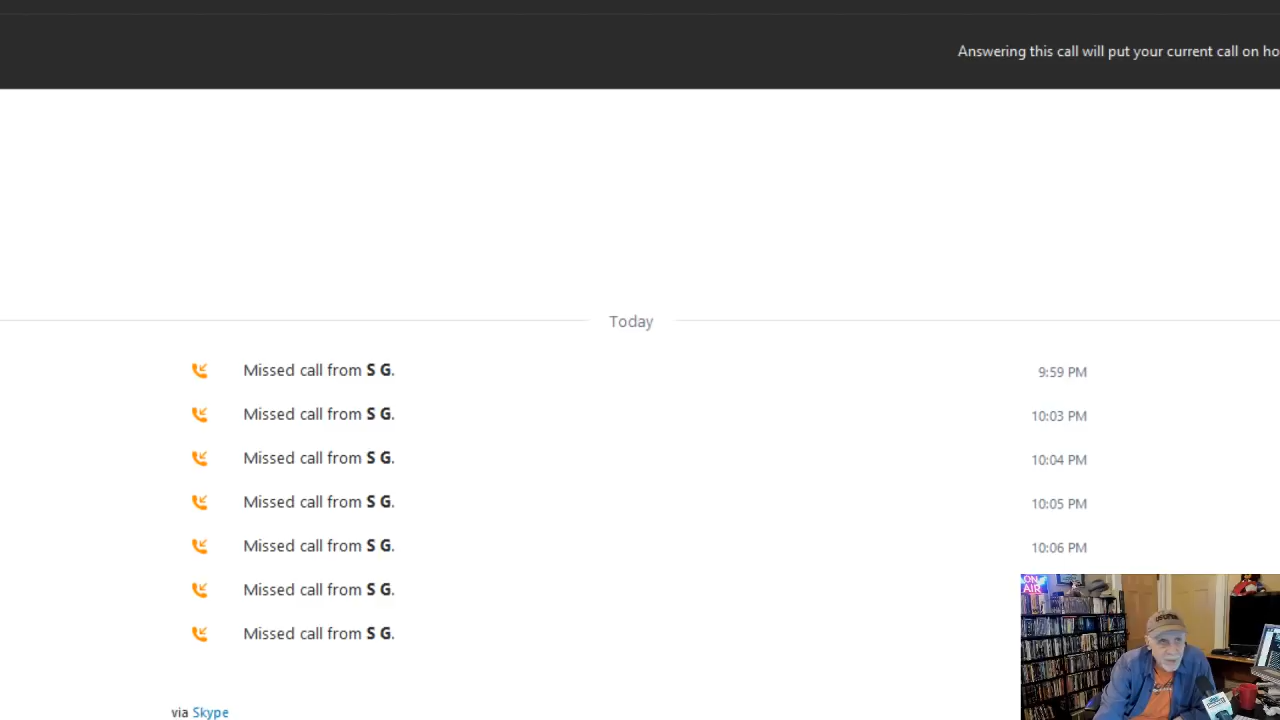 Answering this call will put your current call on ho
Today
Missed call from S G.
9:59 PM
Missed call from S G.
10:03 PM
Missed call from S G.
10:04 PM
Missed call from S G.
10:05 PM
Missed call from S G.
10:06 PM
Missed call from S G.
Missed call from S G.
via Skype
ON
AIR